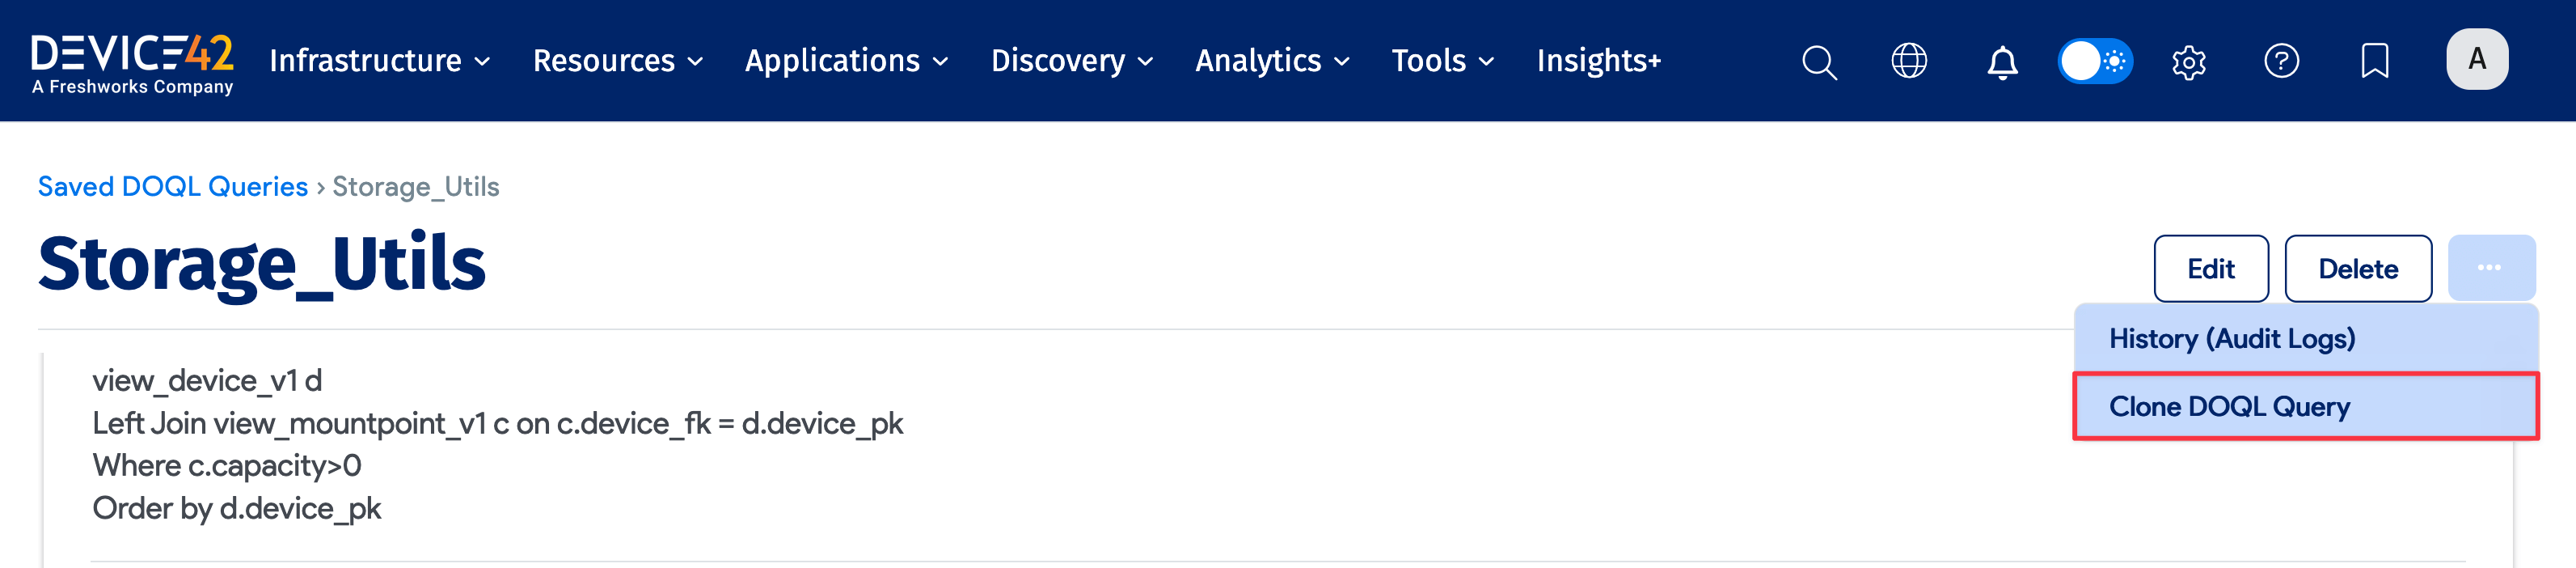 DEVICE42
A Freshworks Company
Infrastructure
Resources
Applications
Discovery
Analytics
Tools
Insights+
A
Saved DOQL Queries › Storage_Utils
Storage_Utils
Edit
Delete
...
History (Audit Logs)
Clone DOQL Query
view_device_v1 d
Left Join view_mountpoint_v1 c on c.device_fk = d.device_pk
Where c.capacity>0
Order by d.device_pk